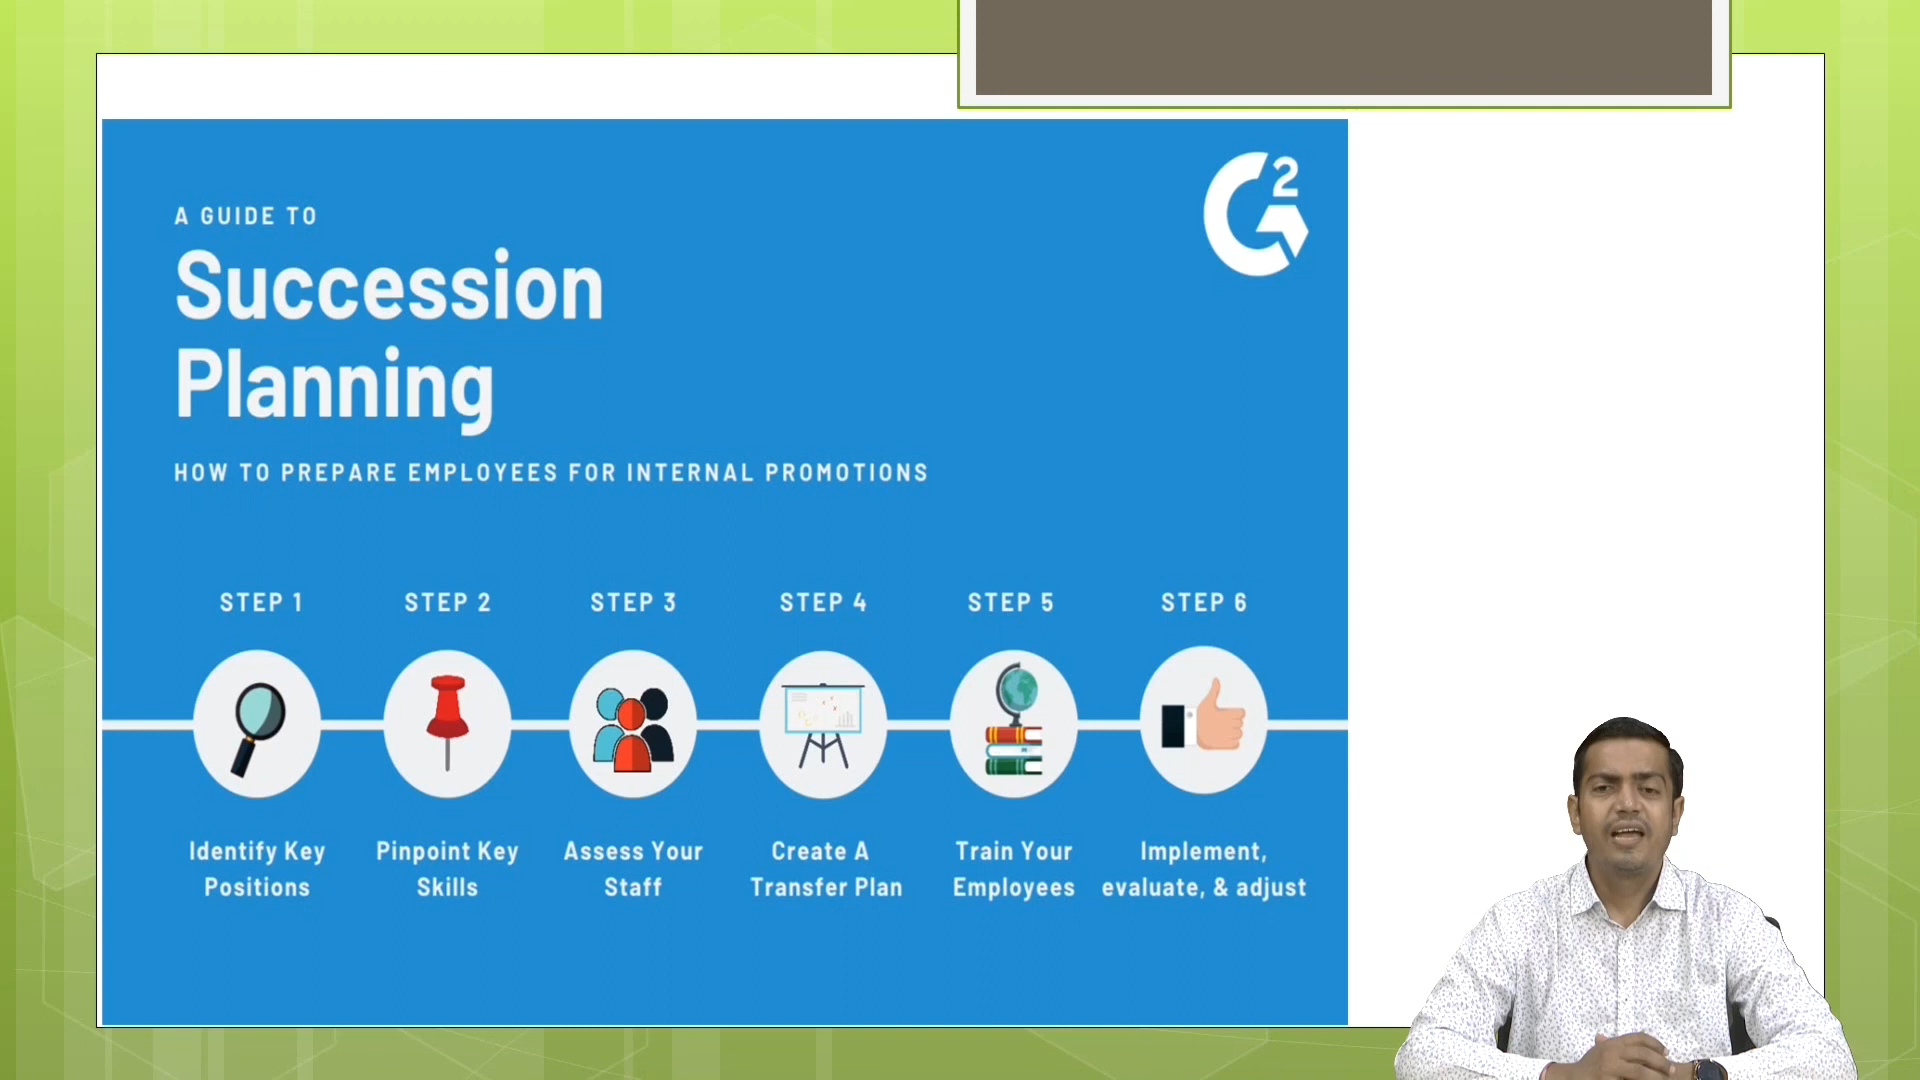 A GUIDE TO
Succession
Planning
HOW TO PREPARE EMPLOYEES FOR INTERNAL PROMOTIONS
G2
STEP 1
STEP 2
STEP 3
STEP 4
STEP 5
STEP 6
Identify Key
Positions
Pinpoint Key
Skills
Assess Your
Staff
Create A
Transfer Plan
Train Your
Employees
Implement,
evaluate, & adjust